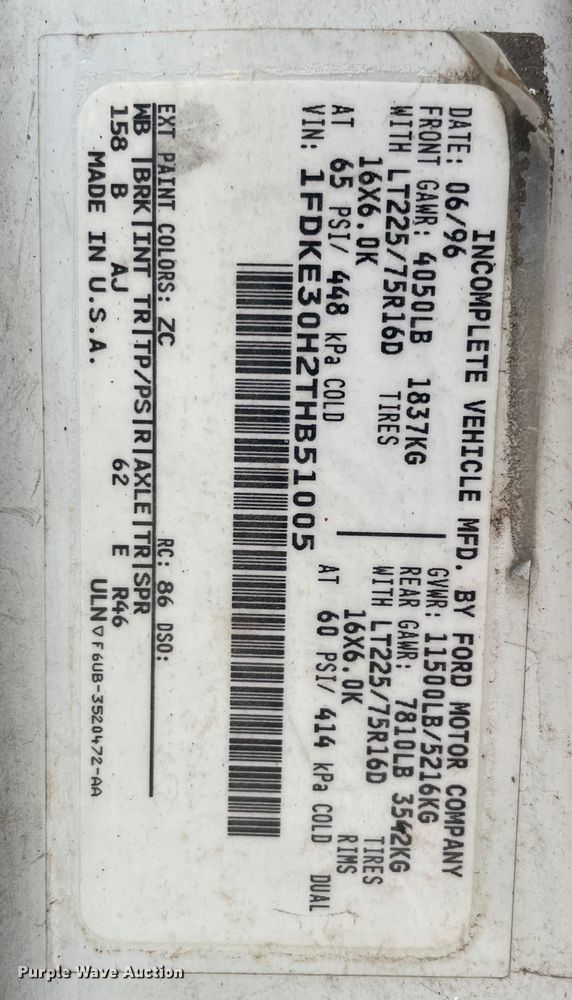 INCOMPLETE VEHICLE MFD. BY FORD MOTOR COMPANY
DATE: 06/96 GVWR: 11500LB/5216KG
FRONT GAWR: 4050LB 1837KG REAR GAWR: 7810LB 3542KG
WITH LT225/75R16D TIRES WITH LT225/75R16D TIRES
16X6.0K 16X6.0K RIMS
AT 65 PSI/ 448 kPa COLD AT 60 PSI/ 414 kPa COLD DUAL
VIN: 1FDKE30H2THB51005
EXT PAINT COLORS: ZC RC: 86 DSO:
WB |BRK|INT TR|TP/PS|R|AXLE|TR|SPR
158 B AJ 62 E R46
MADE IN U.S.A. ULN▽F6UB-3520472-AA
Purple Wave Auction